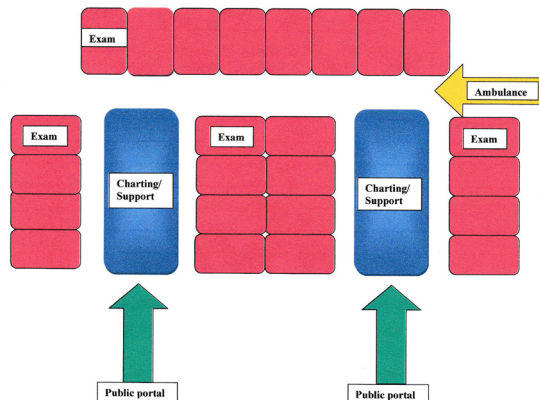 Exam
Ambulance
Exam
Exam
Exam
Charting/
Support
Charting/
Support
Public portal
Public portal